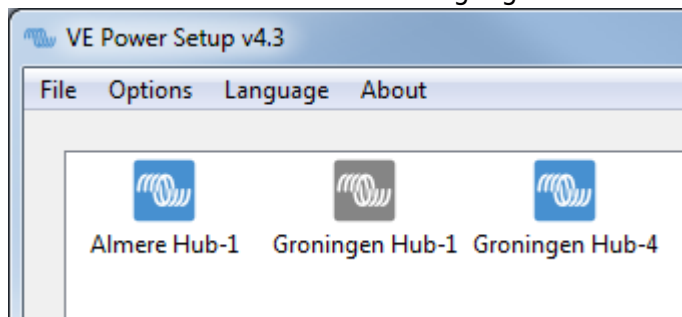 VE Power Setup v4.3
File Options Language About
Almere Hub-1 Groningen Hub-1 Groningen Hub-4